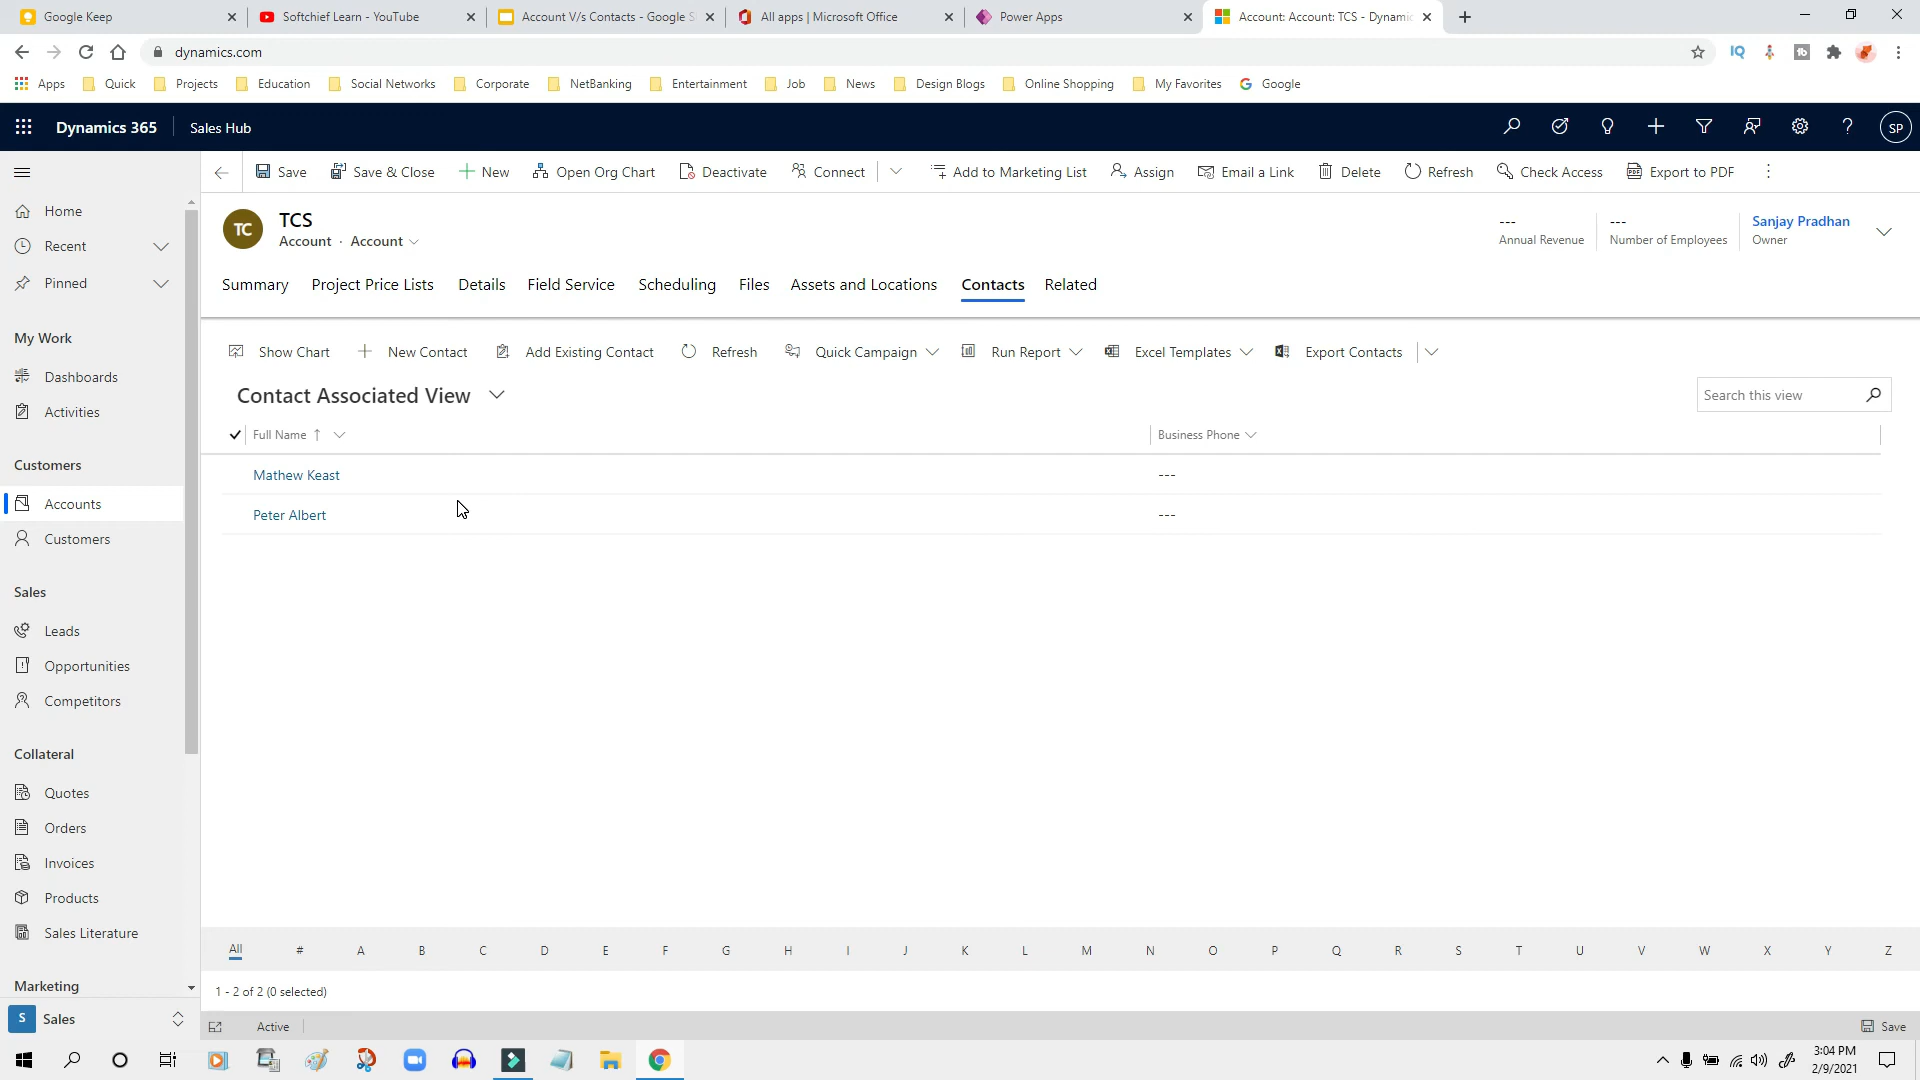 Google Keep
Softchief Learn - YouTube
Account V/s Contacts - Google S
All apps | Microsoft Office
Power Apps
Account: Account: TCS - Dynamic
dynamics.com
Apps
Quick
Projects
Education
Social Networks
Corporate
NetBanking
Entertainment
Job
News
Design Blogs
Online Shopping
My Favorites
Google
Dynamics 365
Sales Hub
SP
Save
Save & Close
New
Open Org Chart
Deactivate
Connect
Add to Marketing List
Assign
Email a Link
Delete
Refresh
Check Access
Export to PDF
Home
Recent
Pinned
My Work
Dashboards
Activities
Customers
Accounts
Customers
Sales
Leads
Opportunities
Competitors
Collateral
Quotes
Orders
Invoices
Products
Sales Literature
Marketing
S
Sales
TC
TCS
Account · Account
---
Annual Revenue
---
Number of Employees
Sanjay Pradhan
Owner
Summary
Project Price Lists
Details
Field Service
Scheduling
Files
Assets and Locations
Contacts
Related
Show Chart
New Contact
Add Existing Contact
Refresh
Quick Campaign
Run Report
Excel Templates
Export Contacts
Contact Associated View
Search this view
Full Name
Business Phone
Mathew Keast
---
Peter Albert
---
All # A B C D E F G H I J K L M N O P Q R S T U V W X Y Z
1 - 2 of 2 (0 selected)
Active
Save
3:04 PM
2/9/2021